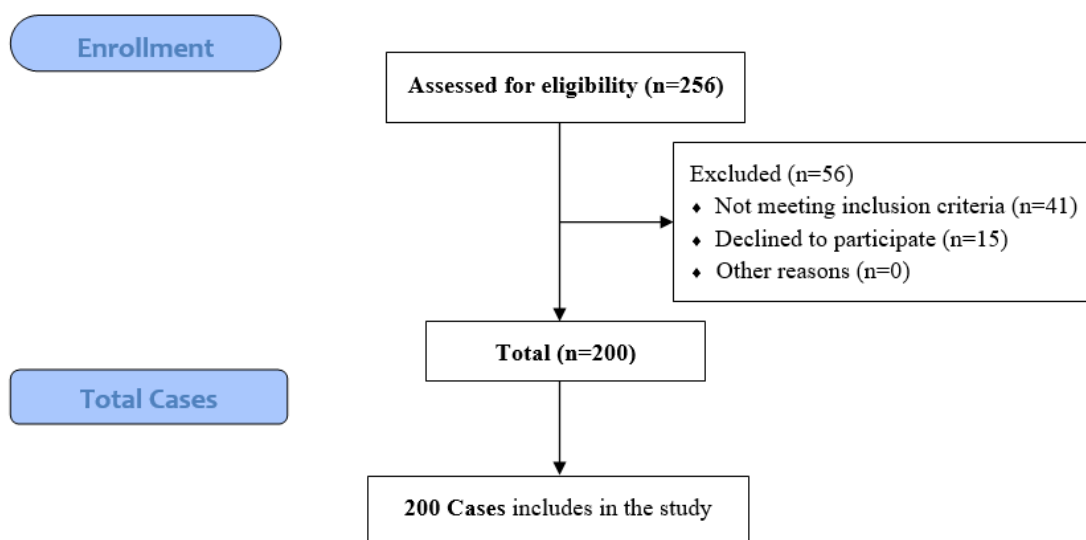 Enrollment
Assessed for eligibility (n=256)
Excluded (n=56)
♦ Not meeting inclusion criteria (n=41)
♦ Declined to participate (n=15)
♦ Other reasons (n=0)
Total (n=200)
Total Cases
200 Cases includes in the study